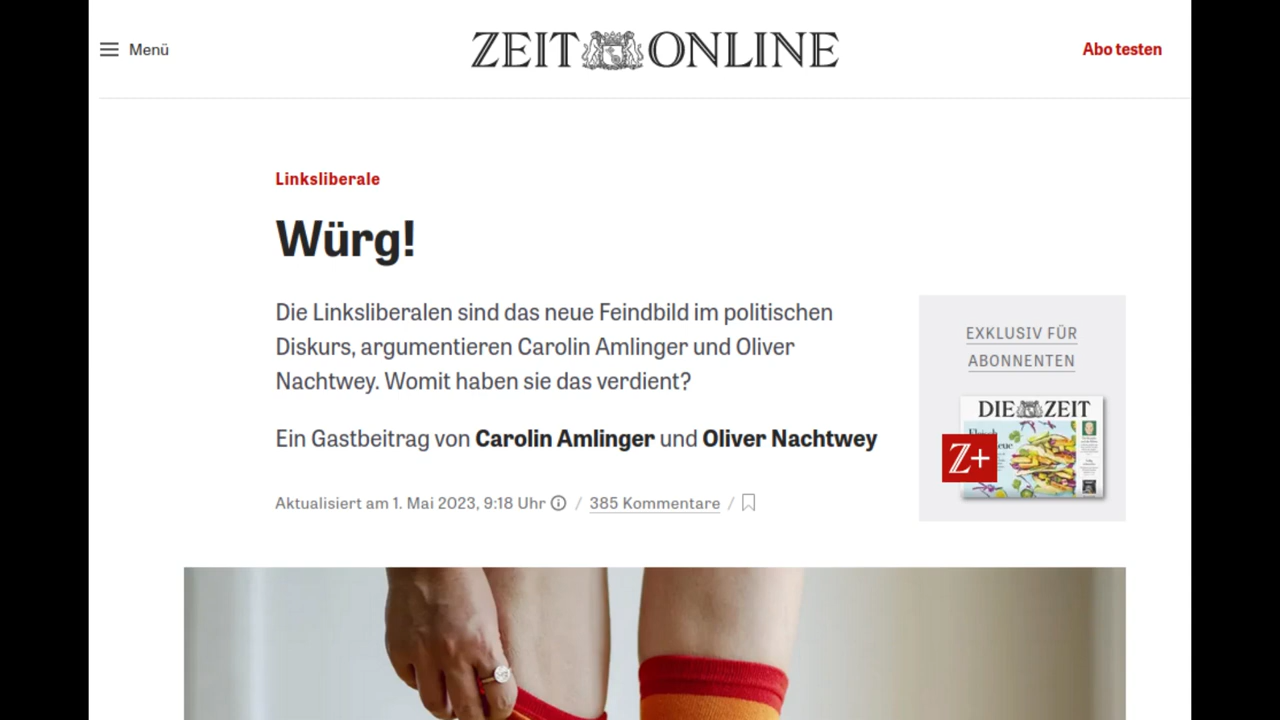 Menü
ZEIT ONLINE
Abo testen
Linksliberale
Würg!
Die Linksliberalen sind das neue Feindbild im politischen
Diskurs, argumentieren Carolin Amlinger und Oliver
Nachtwey. Womit haben sie das verdient?
Ein Gastbeitrag von Carolin Amlinger und Oliver Nachtwey
Aktualisiert am 1. Mai 2023, 9:18 Uhr / 385 Kommentare /
EXKLUSIV FÜR
ABONNENTEN
DIE ZEIT
Z+